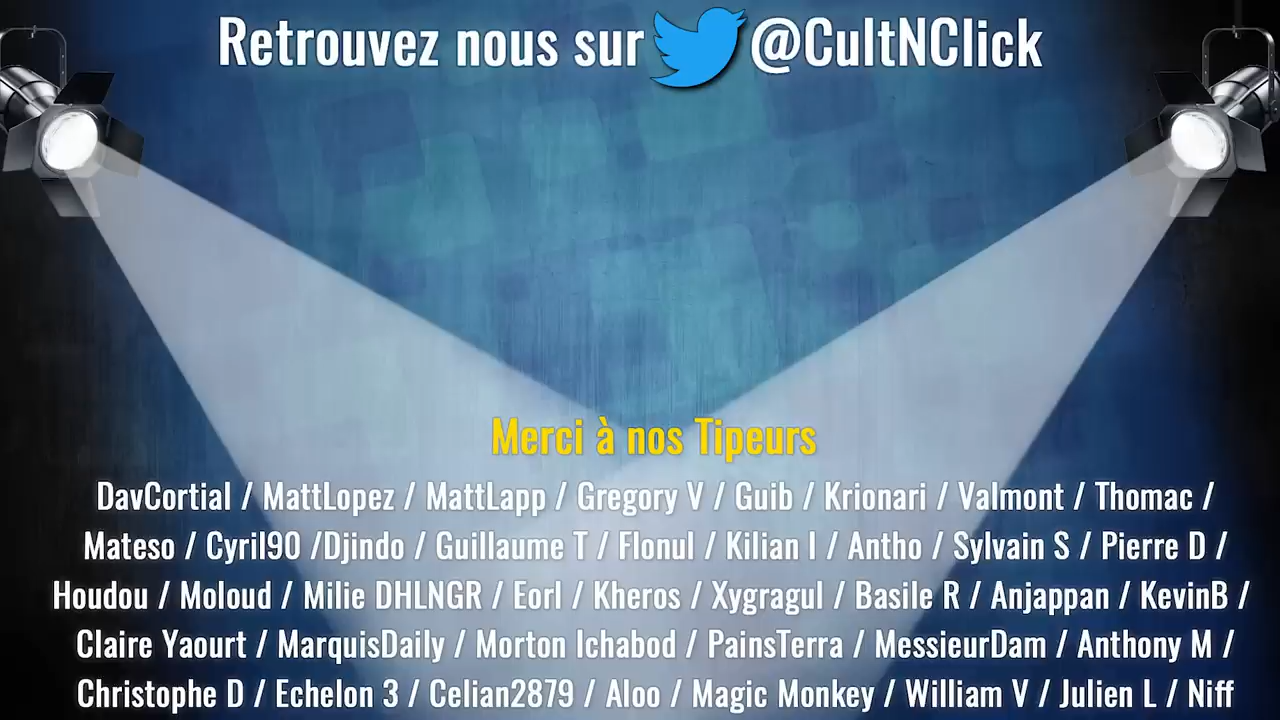 Retrouvez nous sur @CultNClick
Merci à nos Tipeurs
DavCortial / MattLopez / MattLapp / Gregory V / Guib / Krionari / Valmont / Thomac /
Mateso / Cyril90 /Djindo / Guillaume T / Flonul / Kilian I / Antho / Sylvain S / Pierre D /
Houdou / Moloud / Milie DHLNGR / Eorl / Kheros / Xygragul / Basile R / Anjappan / KevinB /
Claire Yaourt / MarquisDaily / Morton Ichabod / PainsTerra / MessieurDam / Anthony M /
Christophe D / Echelon 3 / Celian2879 / Aloo / Magic Monkey / William V / Julien L / Niff